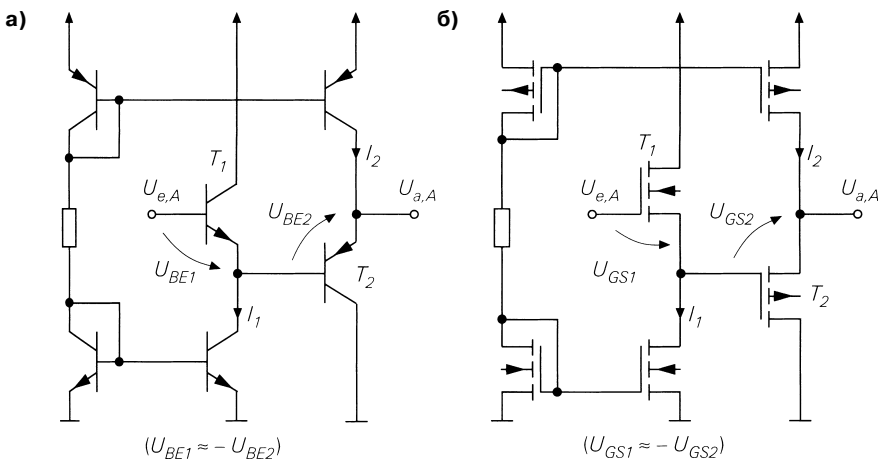 а)
T1
I2
Ue,A
Ua,A
UBE2
UBE1
T2
I1
(UBE1 ≈ – UBE2)
б)
T1
I2
Ue,A
Ua,A
UGS2
UGS1
T2
I1
(UGS1 ≈ – UGS2)